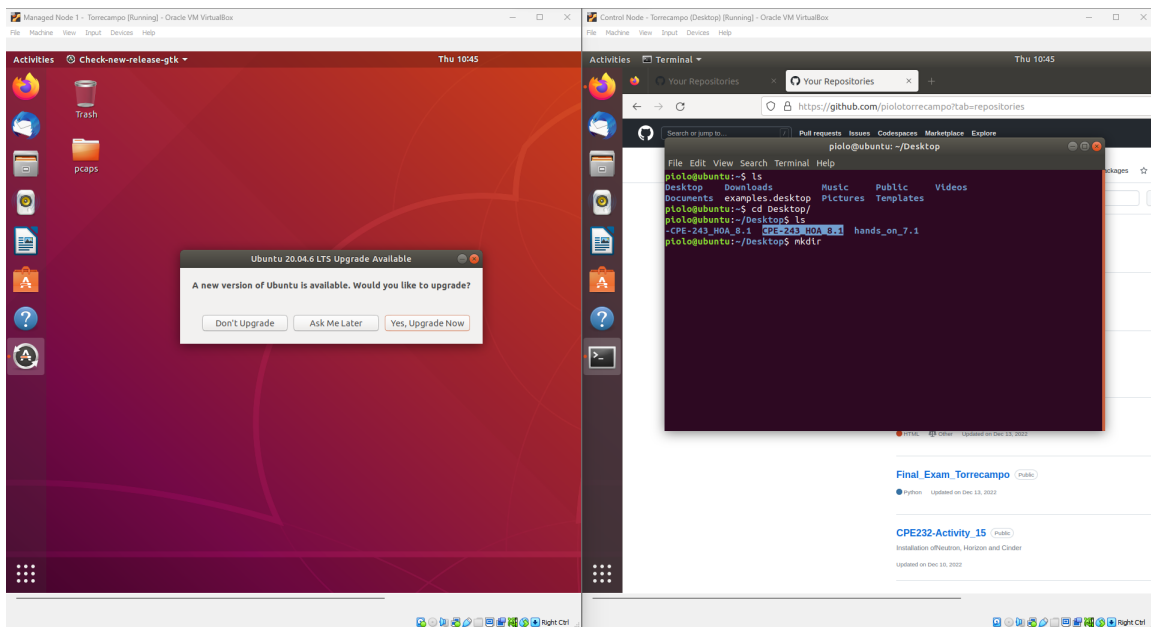 Managed Node 1 - Torrecampo [Running] - Oracle VM VirtualBox
File Machine View Input Devices Help
Activities Check-new-release-gtk Thu 10:45
Trash
pcaps
Ubuntu 20.04.6 LTS Upgrade Available
A new version of Ubuntu is available. Would you like to upgrade?
Don't Upgrade Ask Me Later Yes, Upgrade Now
Right Ctrl
Control Node - Torrecampo (Desktop) [Running] - Oracle VM VirtualBox
File Machine View Input Devices Help
Activities Terminal Thu 10:45
Your Repositories × Your Repositories × +
https://github.com/piolotorrecampo?tab=repositories
Search or jump to... / Pull requests Issues Codespaces Marketplace Explore
ckages
piolo@ubuntu: ~/Desktop
File Edit View Search Terminal Help
piolo@ubuntu:~$ ls
Desktop Downloads Music Public Videos
Documents examples.desktop Pictures Templates
piolo@ubuntu:~$ cd Desktop/
piolo@ubuntu:~/Desktop$ ls
-CPE-243_HOA_8.1 CPE-243_HOA_8.1 hands_on_7.1
piolo@ubuntu:~/Desktop$ mkdir
HTML Other Updated on Dec 13, 2022
Final_Exam_Torrecampo Public
Python Updated on Dec 13, 2022
CPE232-Activity_15 Public
Installation ofNeutron, Horizon and Cinder
Updated on Dec 10, 2022
Right Ctrl